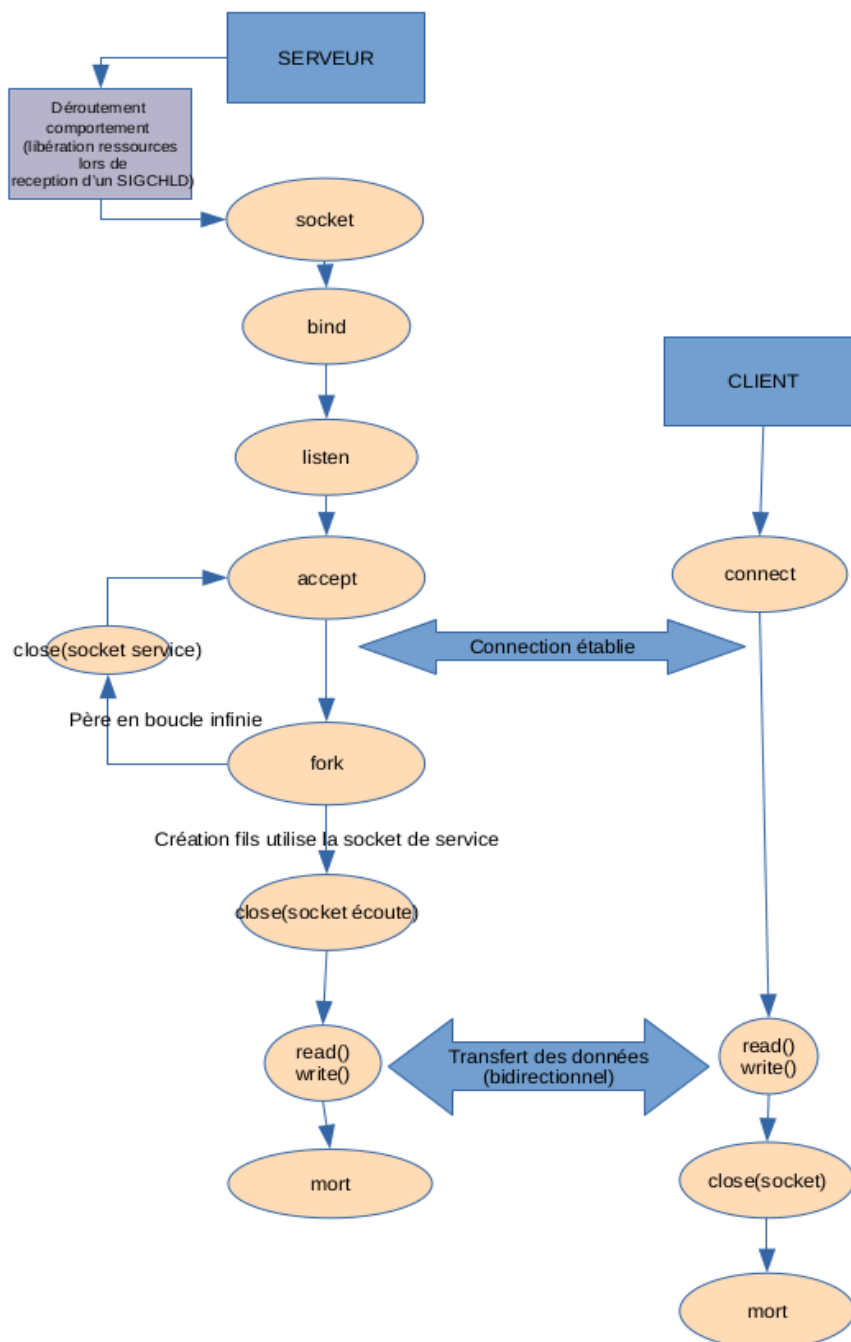 SERVEUR
Déroutement
comportement
(libération ressources
lors de
reception d'un SIGCHLD)
socket
bind
CLIENT
listen
accept
connect
close(socket service)
Connection établie
Père en boucle infinie
fork
Création fils utilise la socket de service
close(socket écoute)
read()
write()
Transfert des données
(bidirectionnel)
read()
write()
mort
close(socket)
mort